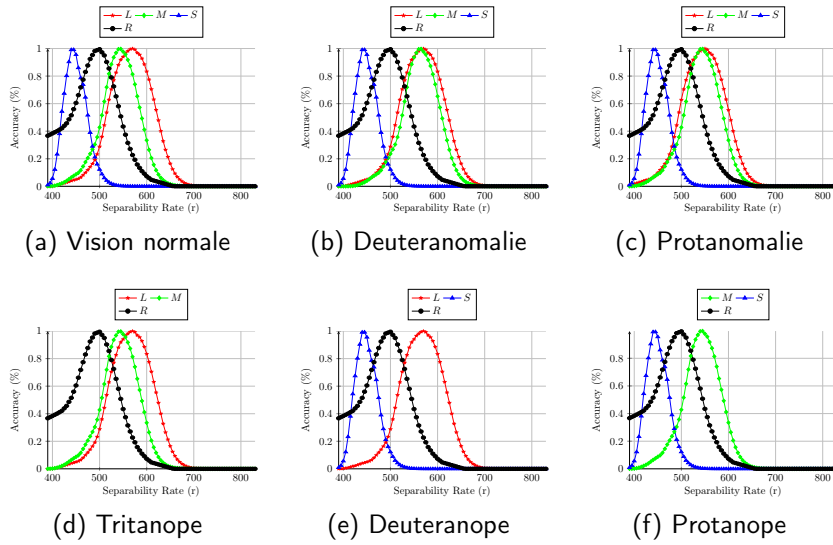 L M S
R
1
0.8
0.6
0.4
0.2
0
Accuracy (%)
400 500 600 700 800
Separability Rate (r)
(a) Vision normale
L M S
R
1
0.8
0.6
0.4
0.2
0
Accuracy (%)
400 500 600 700 800
Separability Rate (r)
(b) Deuteranomalie
L M S
R
1
0.8
0.6
0.4
0.2
0
Accuracy (%)
400 500 600 700 800
Separability Rate (r)
(c) Protanomalie
L M
R
1
0.8
0.6
0.4
0.2
0
Accuracy (%)
400 500 600 700 800
Separability Rate (r)
(d) Tritanope
L S
R
1
0.8
0.6
0.4
0.2
0
Accuracy (%)
400 500 600 700 800
Separability Rate (r)
(e) Deuteranope
M S
R
1
0.8
0.6
0.4
0.2
0
Accuracy (%)
400 500 600 700 800
Separability Rate (r)
(f) Protanope